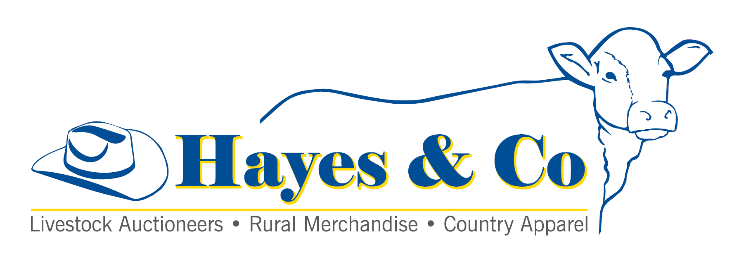 Hayes & Co
Livestock Auctioneers • Rural Merchandise • Country Apparel